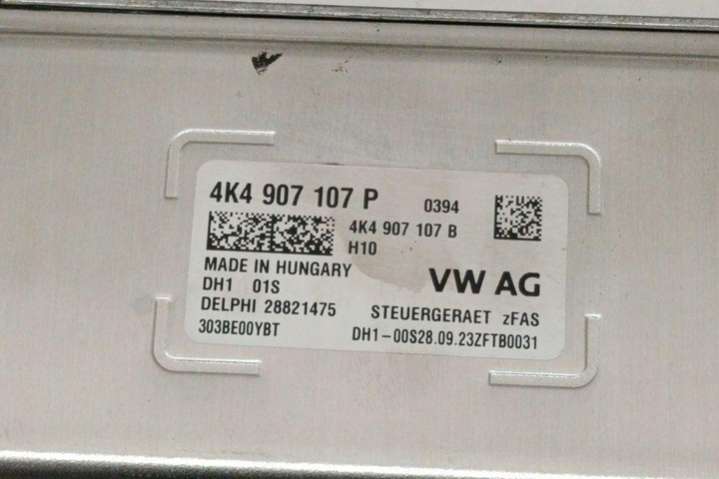 4K4 907 107 P 0394
4K4 907 107 B
H10
MADE IN HUNGARY
VW AG
DH1 01S
DELPHI 28821475
STEUERGERAET zFAS
303BE00YBT
DH1-00S28.09.23ZFTB0031